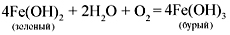 4Fe(OH)₂ + 2H₂O + O₂ = 4Fe(OH)₃
(зеленый) (бурый)